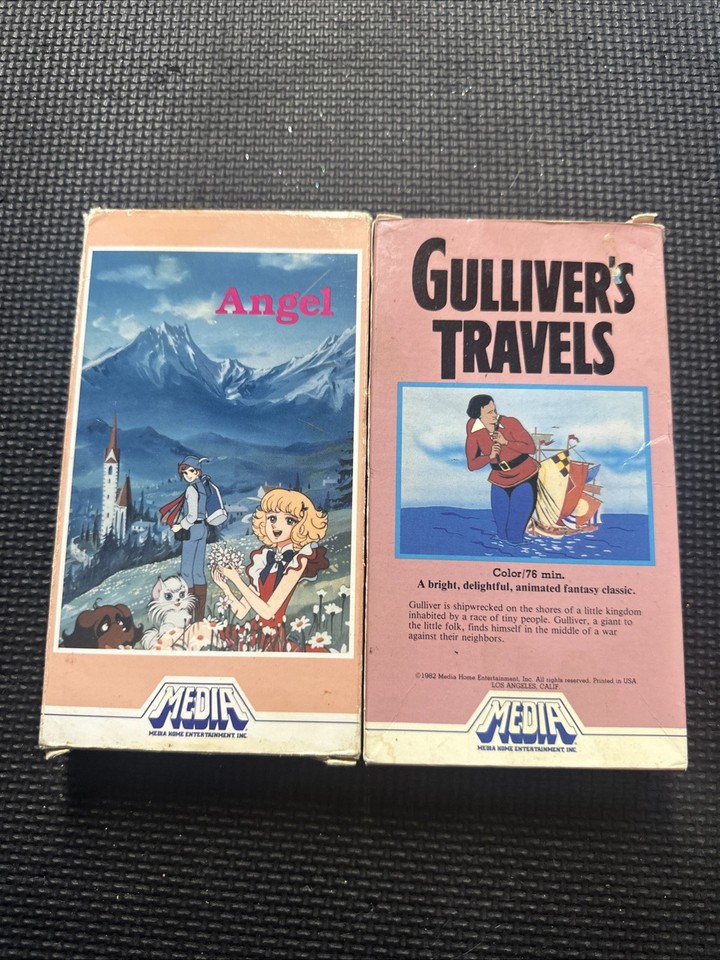 Angel
MEDIA
MEDIA HOME ENTERTAINMENT, INC.
GULLIVER'S
TRAVELS
Color/76 min.
A bright, delightful, animated fantasy classic.
Gulliver is shipwrecked on the shores of a little kingdom
inhabited by a race of tiny people. Gulliver, a giant to
the little folk, finds himself in the middle of a war
against their neighbors.
©1982 Media Home Entertainment, Inc. All rights reserved. Printed in USA
LOS ANGELES, CALIF.
MEDIA
MEDIA HOME ENTERTAINMENT, INC.